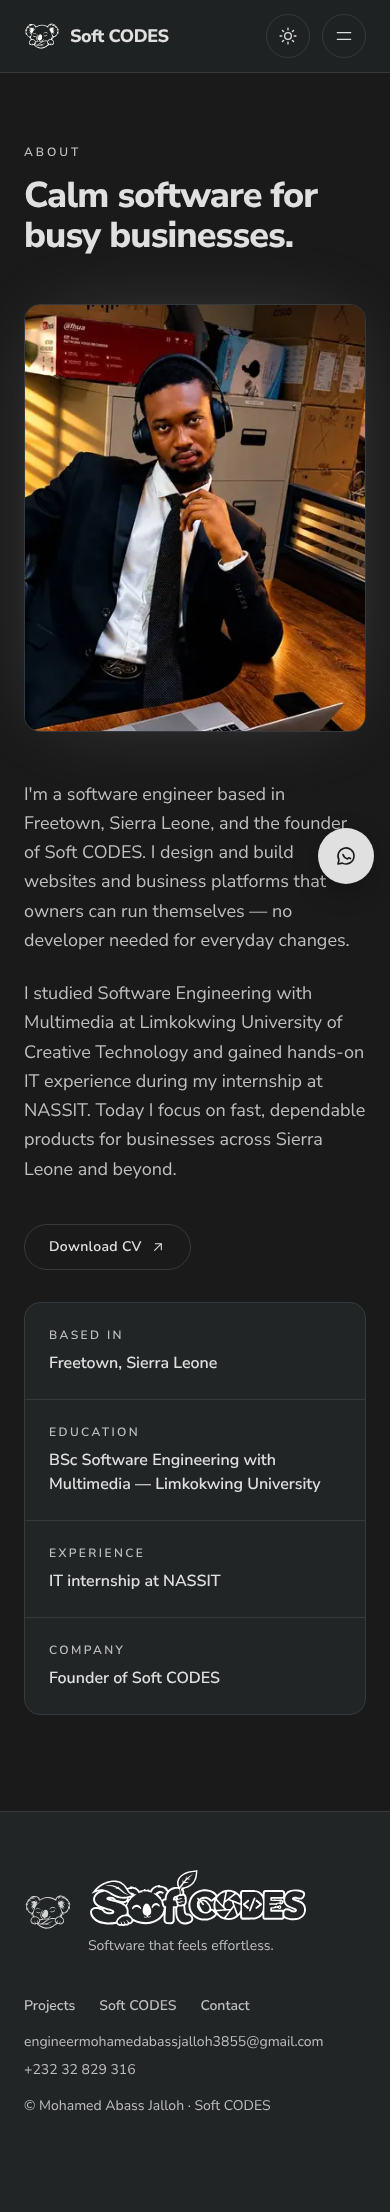 Soft CODES
ABOUT
Calm software for
busy businesses.
alhua
I'm a software engineer based in
Freetown, Sierra Leone, and the founder
of Soft CODES. I design and build
websites and business platforms that
owners can run themselves — no
developer needed for everyday changes.
I studied Software Engineering with
Multimedia at Limkokwing University of
Creative Technology and gained hands-on
IT experience during my internship at
NASSIT. Today I focus on fast, dependable
products for businesses across Sierra
Leone and beyond.
Download CV
BASED IN
Freetown, Sierra Leone
EDUCATION
BSc Software Engineering with
Multimedia — Limkokwing University
EXPERIENCE
IT internship at NASSIT
COMPANY
Founder of Soft CODES
Soft CODES
Software that feels effortless.
Projects Soft CODES Contact
engineermohamedabassjalloh3855@gmail.com
+232 32 829 316
© Mohamed Abass Jalloh · Soft CODES